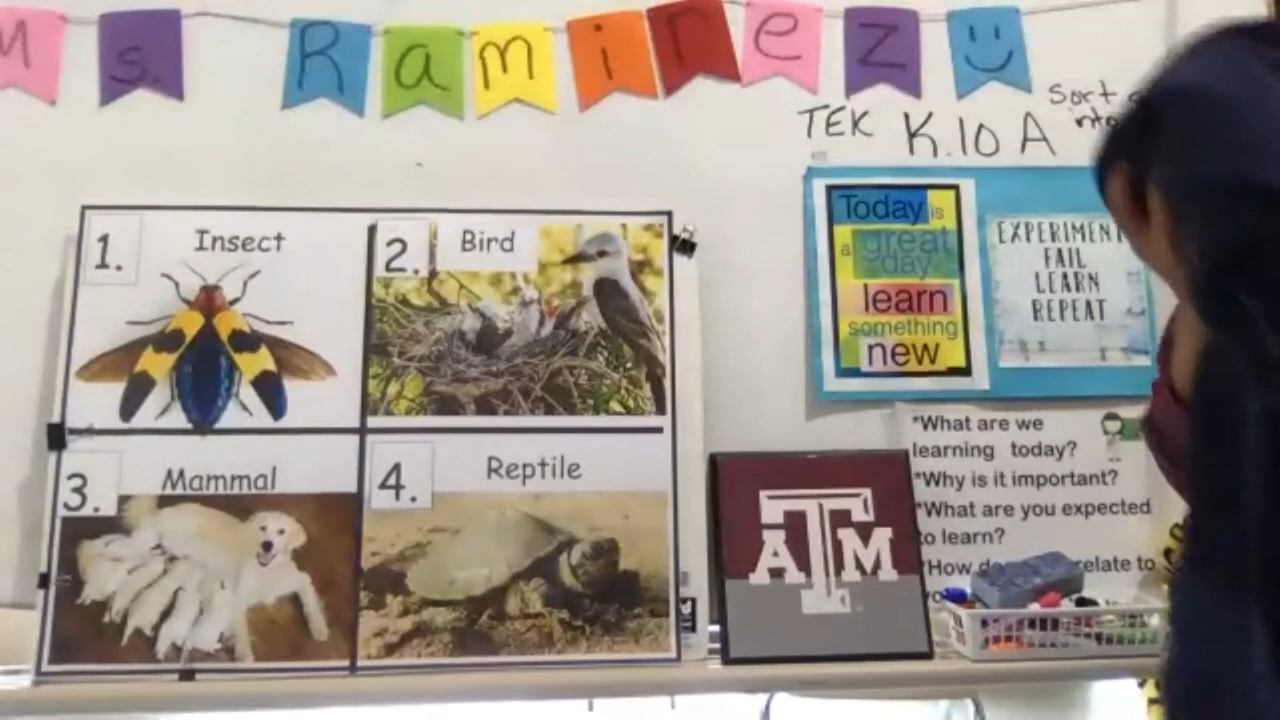 Ms. Ramirez
TEK K.10 A
Sort
into
1. Insect
2. Bird
3. Mammal
4. Reptile
Today is
a great
day
learn
something
new
EXPERIMENT
FAIL
LEARN
REPEAT
ATM
*What are we
learning today?
*Why is it important?
*What are you expected
to learn?
*How relate to